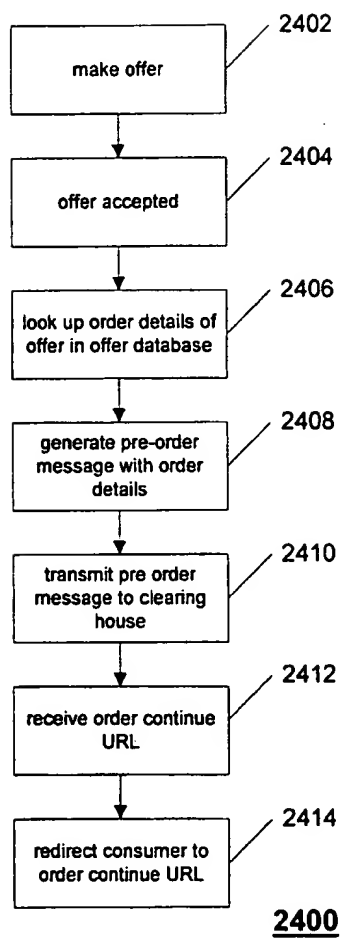 2402
make offer
2404
offer accepted
2406
look up order details of
offer in offer database
2408
generate pre-order
message with order
details
2410
transmit pre order
message to clearing
house
2412
receive order continue
URL
2414
redirect consumer to
order continue URL
2400